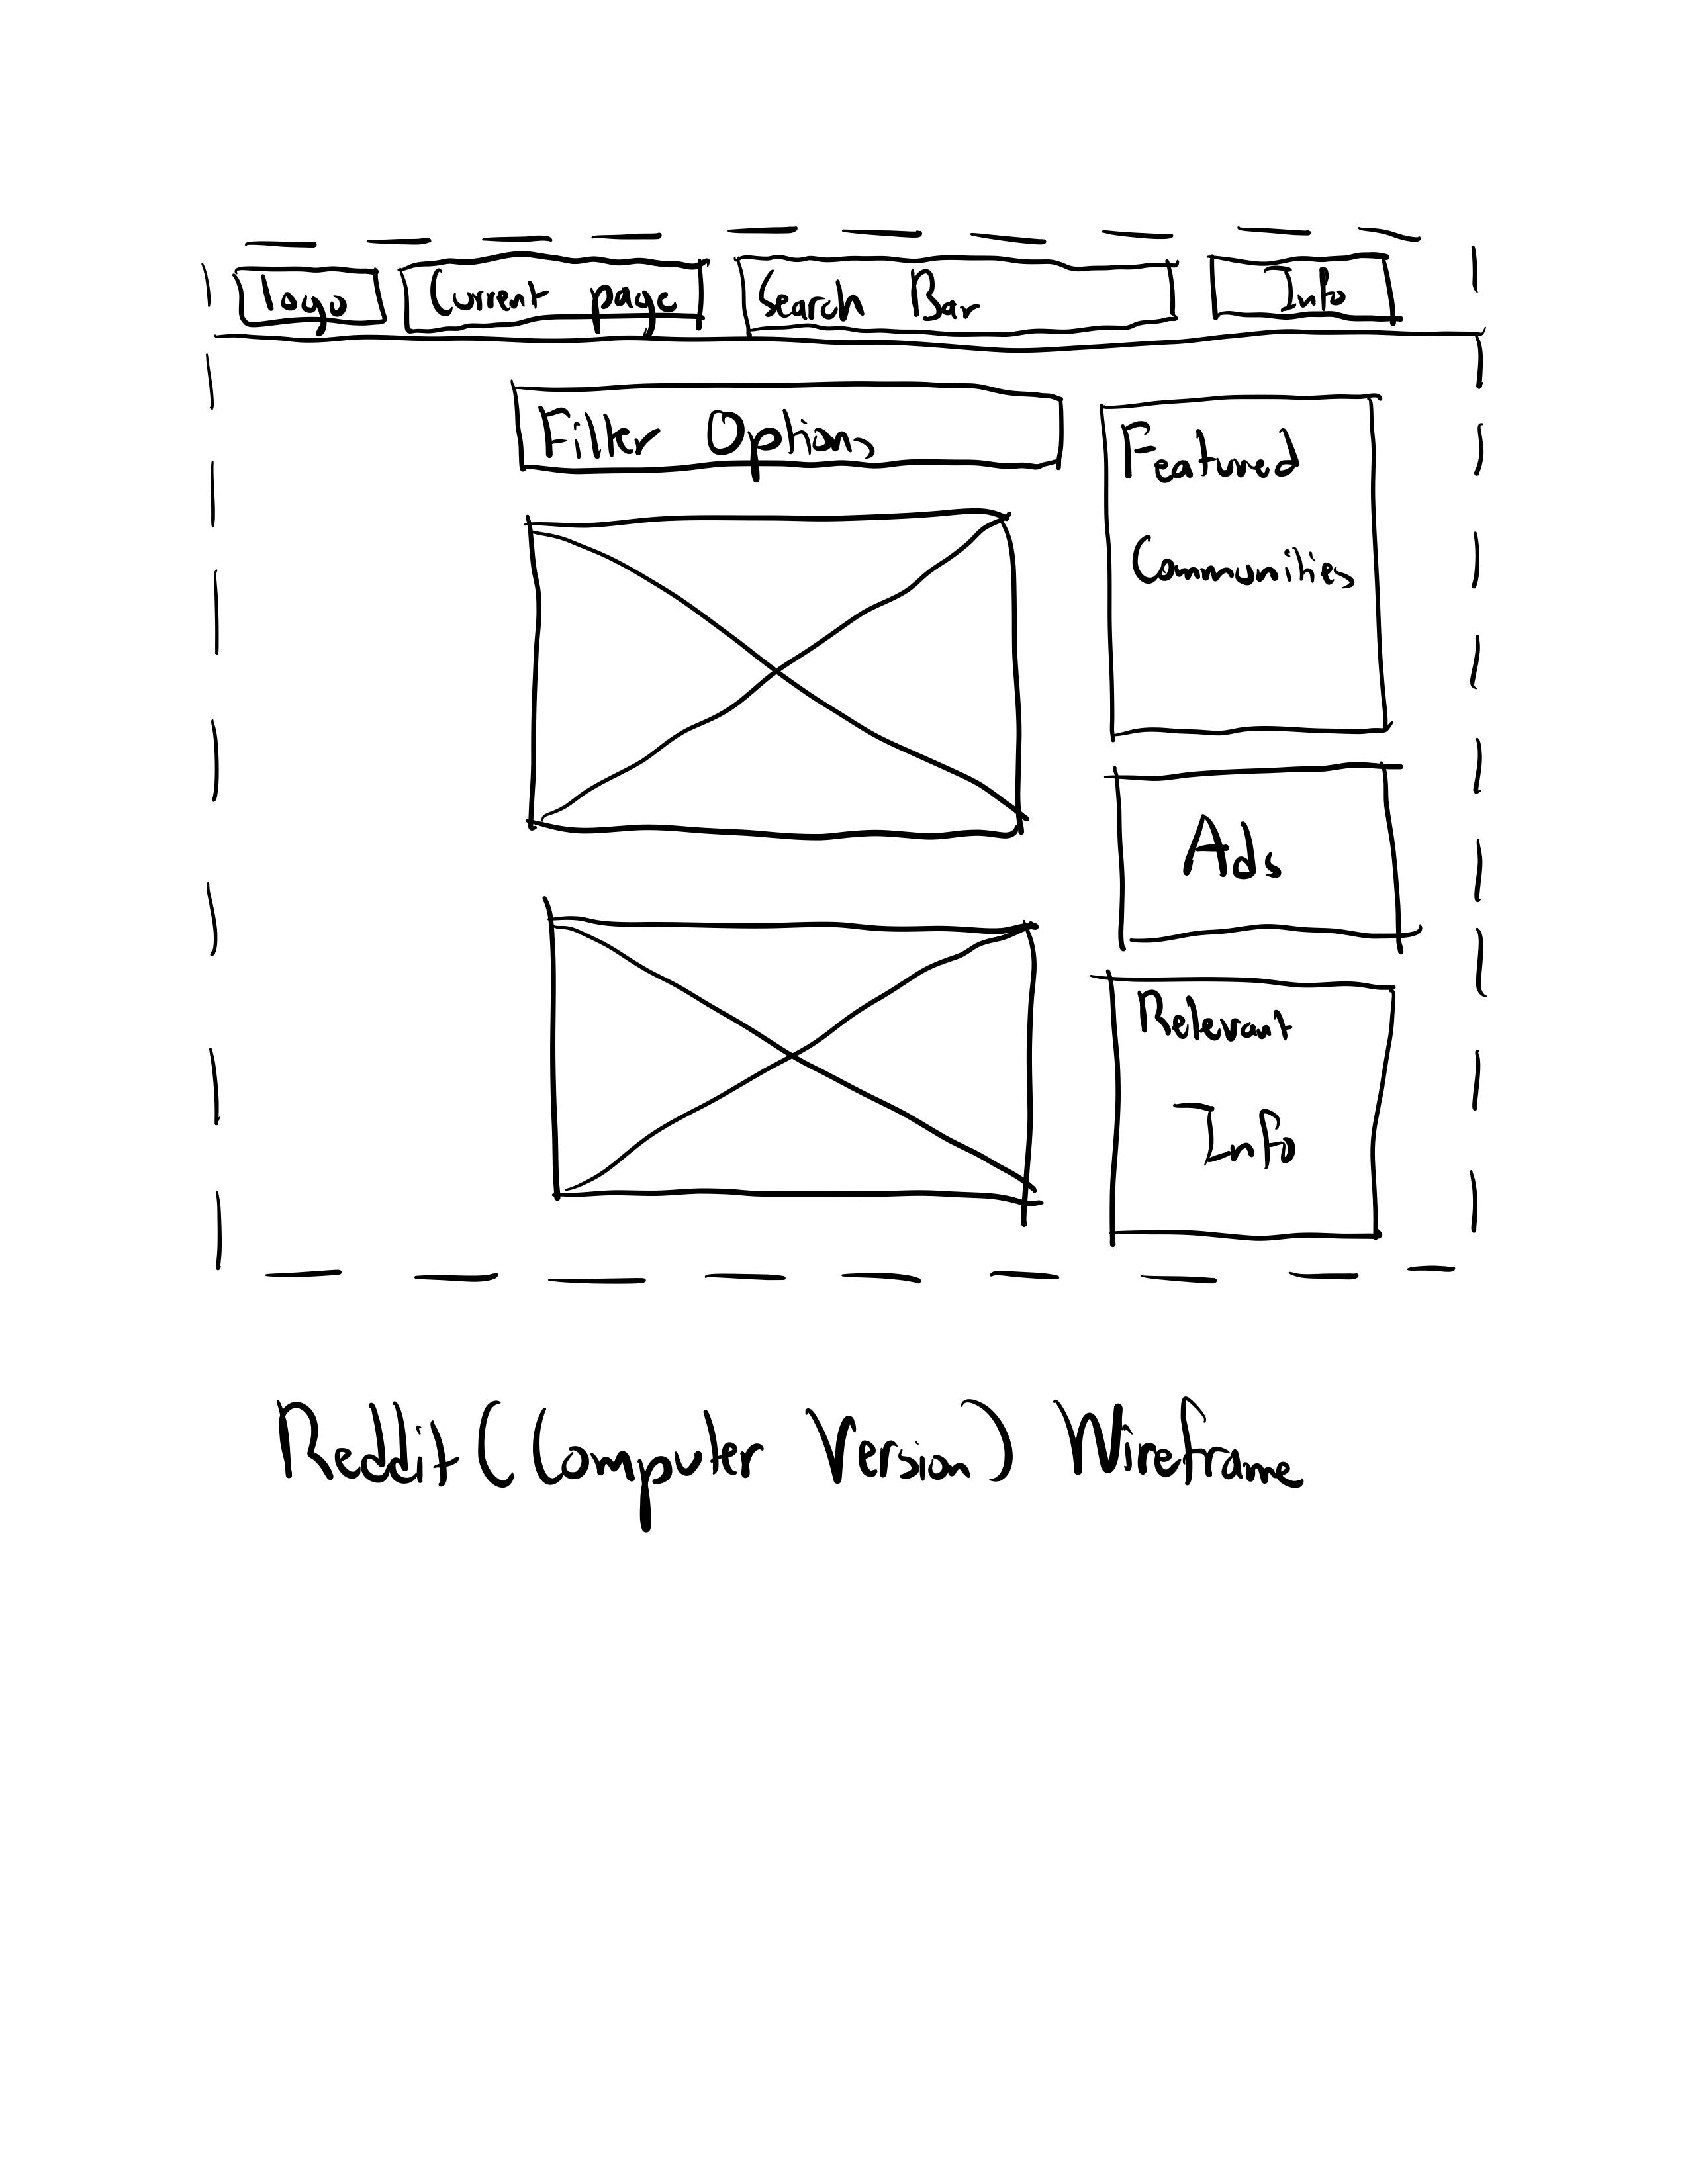 Logo Current page Search Bar Info
Filter Options
Featured
Communities
Ads
Relevant
Info
Reddit (Computer Version) Wireframe